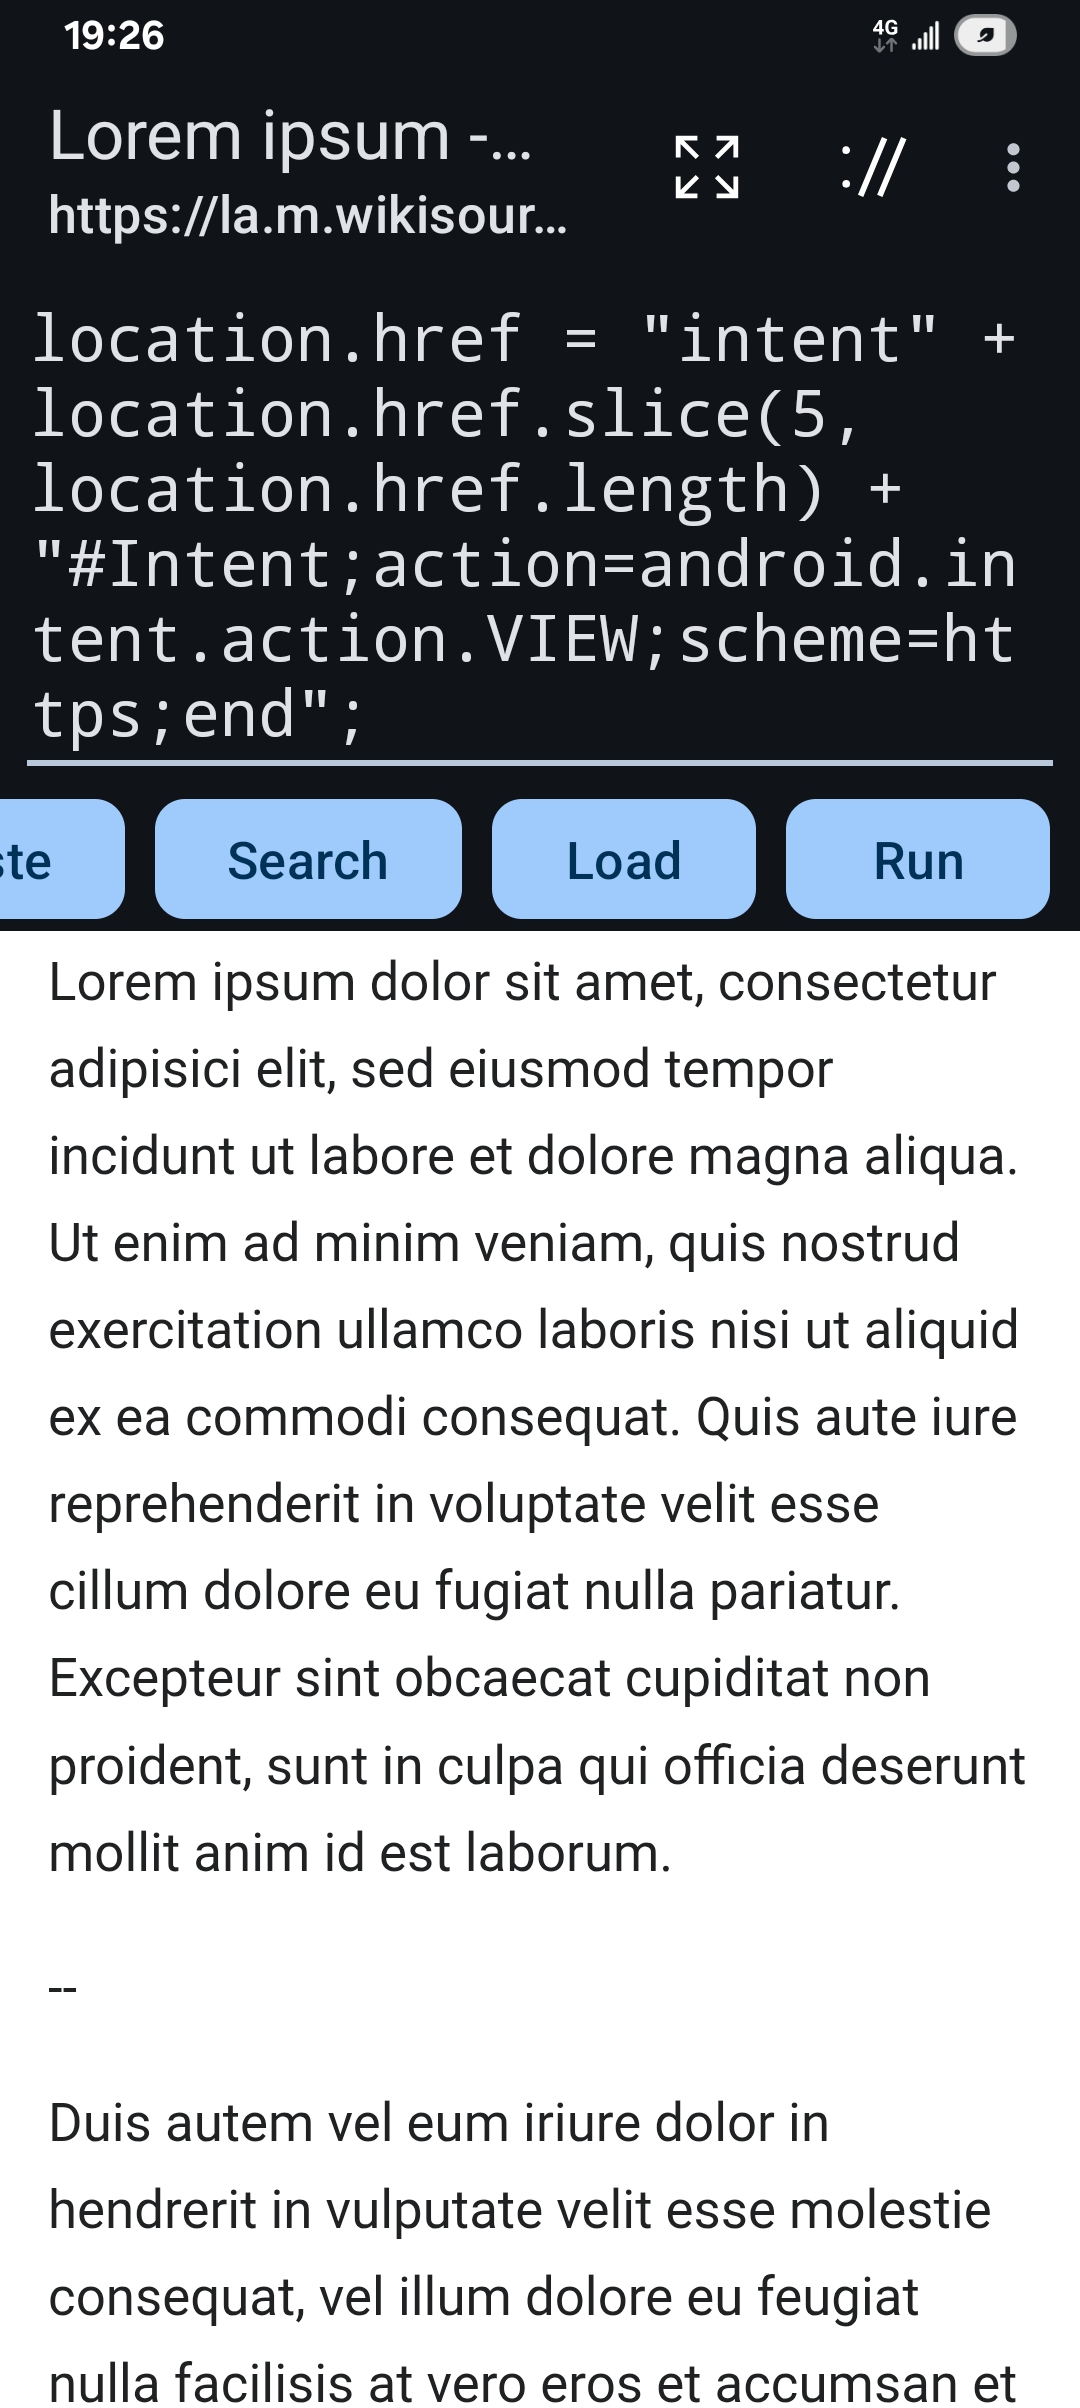 19:26
4G
Lorem ipsum -...
https://la.m.wikisour...
://
location.href = "intent" +
location.href.slice(5,
location.href.length) +
"#Intent;action=android.in
tent.action.VIEW;scheme=ht
tps;end";
ste Search Load Run
Lorem ipsum dolor sit amet, consectetur
adipisici elit, sed eiusmod tempor
incidunt ut labore et dolore magna aliqua.
Ut enim ad minim veniam, quis nostrud
exercitation ullamco laboris nisi ut aliquid
ex ea commodi consequat. Quis aute iure
reprehenderit in voluptate velit esse
cillum dolore eu fugiat nulla pariatur.
Excepteur sint obcaecat cupiditat non
proident, sunt in culpa qui officia deserunt
mollit anim id est laborum.
--
Duis autem vel eum iriure dolor in
hendrerit in vulputate velit esse molestie
consequat, vel illum dolore eu feugiat
nulla facilisis at vero eros et accumsan et